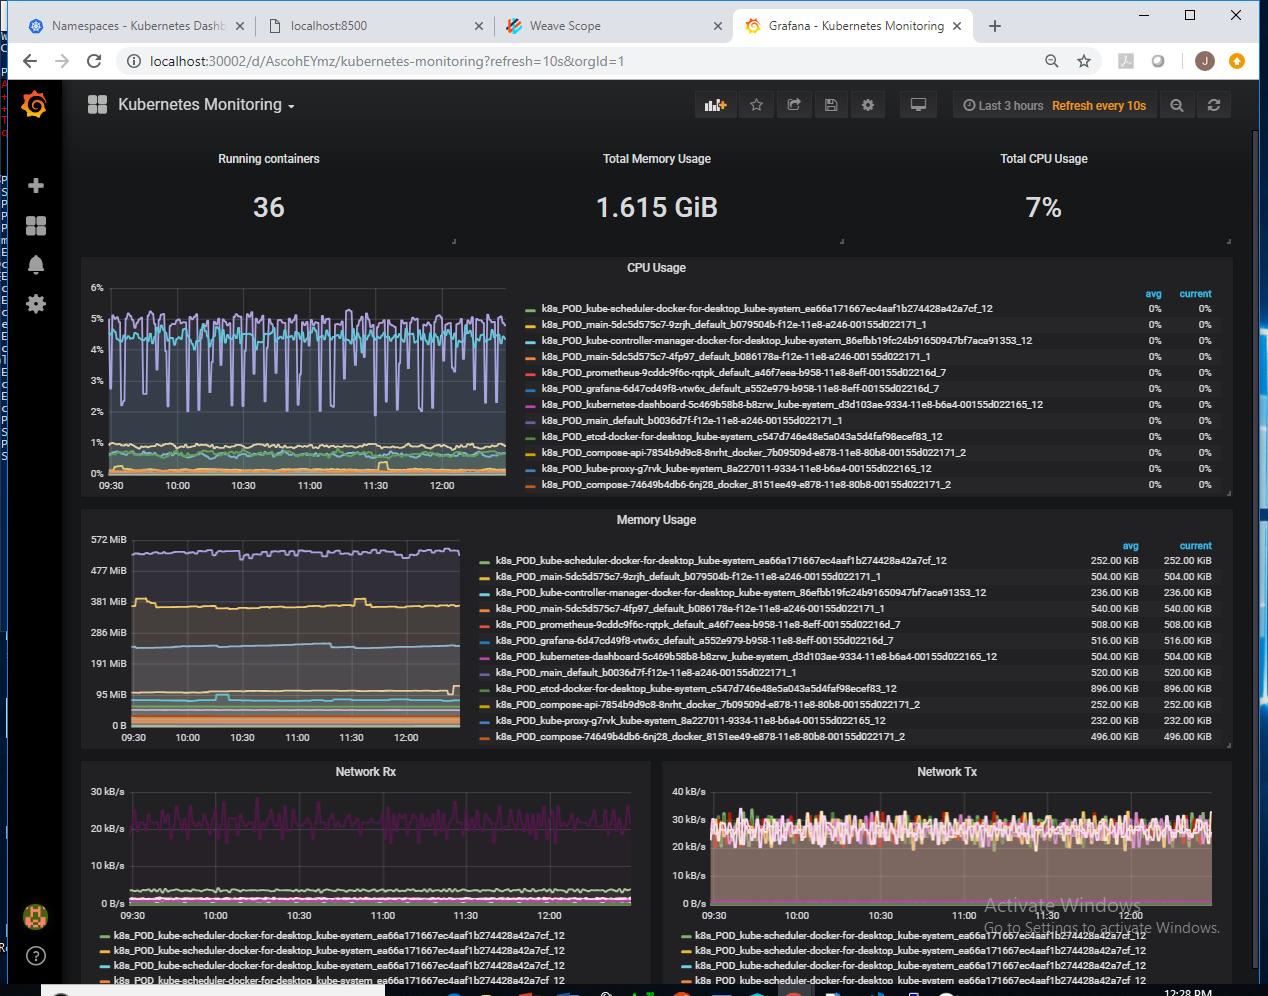 Namespaces - Kubernetes Dashb
localhost:8500
Weave Scope
Grafana - Kubernetes Monitoring
localhost:30002/d/AscohEYmz/kubernetes-monitoring?refresh=10s&orgId=1
J
Kubernetes Monitoring
Last 3 hours Refresh every 10s
Running containers
36
Total Memory Usage
1.615 GiB
Total CPU Usage
7%
CPU Usage
6%
5%
4%
3%
2%
1%
0%
09:30 10:00 10:30 11:00 11:30 12:00
avg current
k8s_POD_kube-scheduler-docker-for-desktop_kube-system_ea66a171667ec4aaf1b274428a42a7cf_12 0% 0%
k8s_POD_main-5dc5d575c7-9zrjh_default_b079504b-f12e-11e8-a246-00155d022171_1 0% 0%
k8s_POD_kube-controller-manager-docker-for-desktop_kube-system_86efbb19fc24b91650947bf7aca91353_12 0% 0%
k8s_POD_main-5dc5d575c7-4fp97_default_b086178a-f12e-11e8-a246-00155d022171_1 0% 0%
k8s_POD_prometheus-9cddc9f6c-rqtpk_default_a46f7eea-b958-11e8-8eff-00155d02216d_7 0% 0%
k8s_POD_grafana-6d47cd49f8-vtw6x_default_a552e979-b958-11e8-8eff-00155d02216d_7 0% 0%
k8s_POD_kubernetes-dashboard-5c469b58b8-b8zrw_kube-system_d3d103ae-9334-11e8-b6a4-00155d022165_12 0% 0%
k8s_POD_main_default_b0036d7f-f12e-11e8-a246-00155d022171_1 0% 0%
k8s_POD_etcd-docker-for-desktop_kube-system_c547d746e48e5a043a5d4faf98ecef83_12 0% 0%
k8s_POD_compose-api-7854b9d9c8-8nrht_docker_7b09509d-e878-11e8-80b8-00155d022171_2 0% 0%
k8s_POD_kube-proxy-g7rvk_kube-system_8a227011-9334-11e8-b6a4-00155d022165_12 0% 0%
k8s_POD_compose-74649b4db6-6nj28_docker_8151ee49-e878-11e8-80b8-00155d022171_2 0% 0%
Memory Usage
572 MiB
477 MiB
381 MiB
286 MiB
191 MiB
95 MiB
0 B
09:30 10:00 10:30 11:00 11:30 12:00
avg current
k8s_POD_kube-scheduler-docker-for-desktop_kube-system_ea66a171667ec4aaf1b274428a42a7cf_12 252.00 KiB 252.00 KiB
k8s_POD_main-5dc5d575c7-9zrjh_default_b079504b-f12e-11e8-a246-00155d022171_1 504.00 KiB 504.00 KiB
k8s_POD_kube-controller-manager-docker-for-desktop_kube-system_86efbb19fc24b91650947bf7aca91353_12 236.00 KiB 236.00 KiB
k8s_POD_main-5dc5d575c7-4fp97_default_b086178a-f12e-11e8-a246-00155d022171_1 540.00 KiB 540.00 KiB
k8s_POD_prometheus-9cddc9f6c-rqtpk_default_a46f7eea-b958-11e8-8eff-00155d02216d_7 508.00 KiB 508.00 KiB
k8s_POD_grafana-6d47cd49f8-vtw6x_default_a552e979-b958-11e8-8eff-00155d02216d_7 516.00 KiB 516.00 KiB
k8s_POD_kubernetes-dashboard-5c469b58b8-b8zrw_kube-system_d3d103ae-9334-11e8-b6a4-00155d022165_12 504.00 KiB 504.00 KiB
k8s_POD_main_default_b0036d7f-f12e-11e8-a246-00155d022171_1 520.00 KiB 520.00 KiB
k8s_POD_etcd-docker-for-desktop_kube-system_c547d746e48e5a043a5d4faf98ecef83_12 896.00 KiB 896.00 KiB
k8s_POD_compose-api-7854b9d9c8-8nrht_docker_7b09509d-e878-11e8-80b8-00155d022171_2 252.00 KiB 252.00 KiB
k8s_POD_kube-proxy-g7rvk_kube-system_8a227011-9334-11e8-b6a4-00155d022165_12 232.00 KiB 232.00 KiB
k8s_POD_compose-74649b4db6-6nj28_docker_8151ee49-e878-11e8-80b8-00155d022171_2 496.00 KiB 496.00 KiB
Network Rx
30 kB/s
20 kB/s
10 kB/s
0 B/s
09:30 10:00 10:30 11:00 11:30 12:00
k8s_POD_kube-scheduler-docker-for-desktop_kube-system_ea66a171667ec4aaf1b274428a42a7cf_12
k8s_POD_kube-scheduler-docker-for-desktop_kube-system_ea66a171667ec4aaf1b274428a42a7cf_12
k8s_POD_kube-scheduler-docker-for-desktop_kube-system_ea66a171667ec4aaf1b274428a42a7cf_12
k8s_POD_kube-scheduler-docker-for-desktop_kube-system_ea66a171667ec4aaf1b274428a42a7cf_12
Network Tx
40 kB/s
30 kB/s
20 kB/s
10 kB/s
0 B/s
09:30 10:00 10:30 11:00 11:30 12:00
k8s_POD_kube-scheduler-docker-for-desktop_kube-system_ea66a171667ec4aaf1b274428a42a7cf_12
k8s_POD_kube-scheduler-docker-for-desktop_kube-system_ea66a171667ec4aaf1b274428a42a7cf_12
k8s_POD_kube-scheduler-docker-for-desktop_kube-system_ea66a171667ec4aaf1b274428a42a7cf_12
k8s_POD_kube-scheduler-docker-for-desktop_kube-system_ea66a171667ec4aaf1b274428a42a7cf_12
Activate Windows
Go to Settings to activate Windows.
12:28 PM